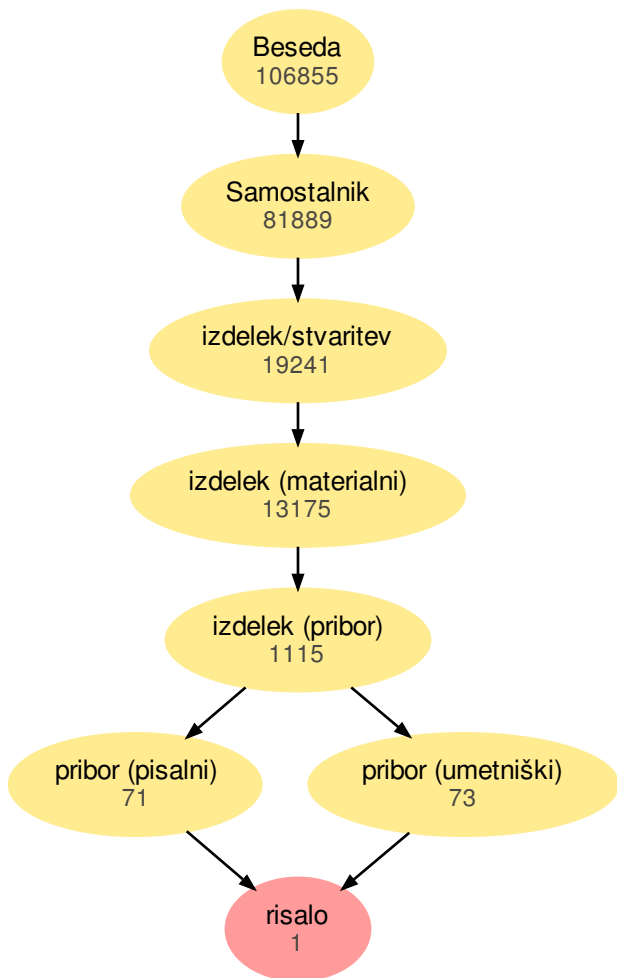 Beseda
106855
Samostalnik
81889
izdelek/stvaritev
19241
izdelek (materialni)
13175
izdelek (pribor)
1115
pribor (pisalni)
71
pribor (umetniški)
73
risalo
1